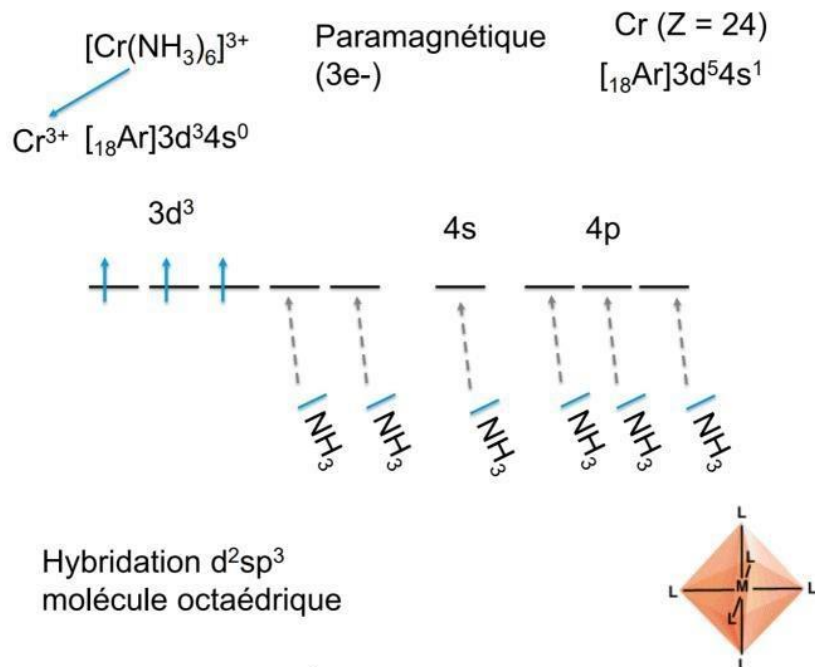 [Cr(NH₃)₆]³⁺
Paramagnétique
(3e-)
Cr (Z = 24)
[₁₈Ar]3d⁵4s¹
Cr³⁺ [₁₈Ar]3d³4s⁰
3d³
4s
4p
NH₃
NH₃
NH₃
NH₃
NH₃
NH₃
Hybridation d²sp³
molécule octaédrique
L
L
L M L
L
L